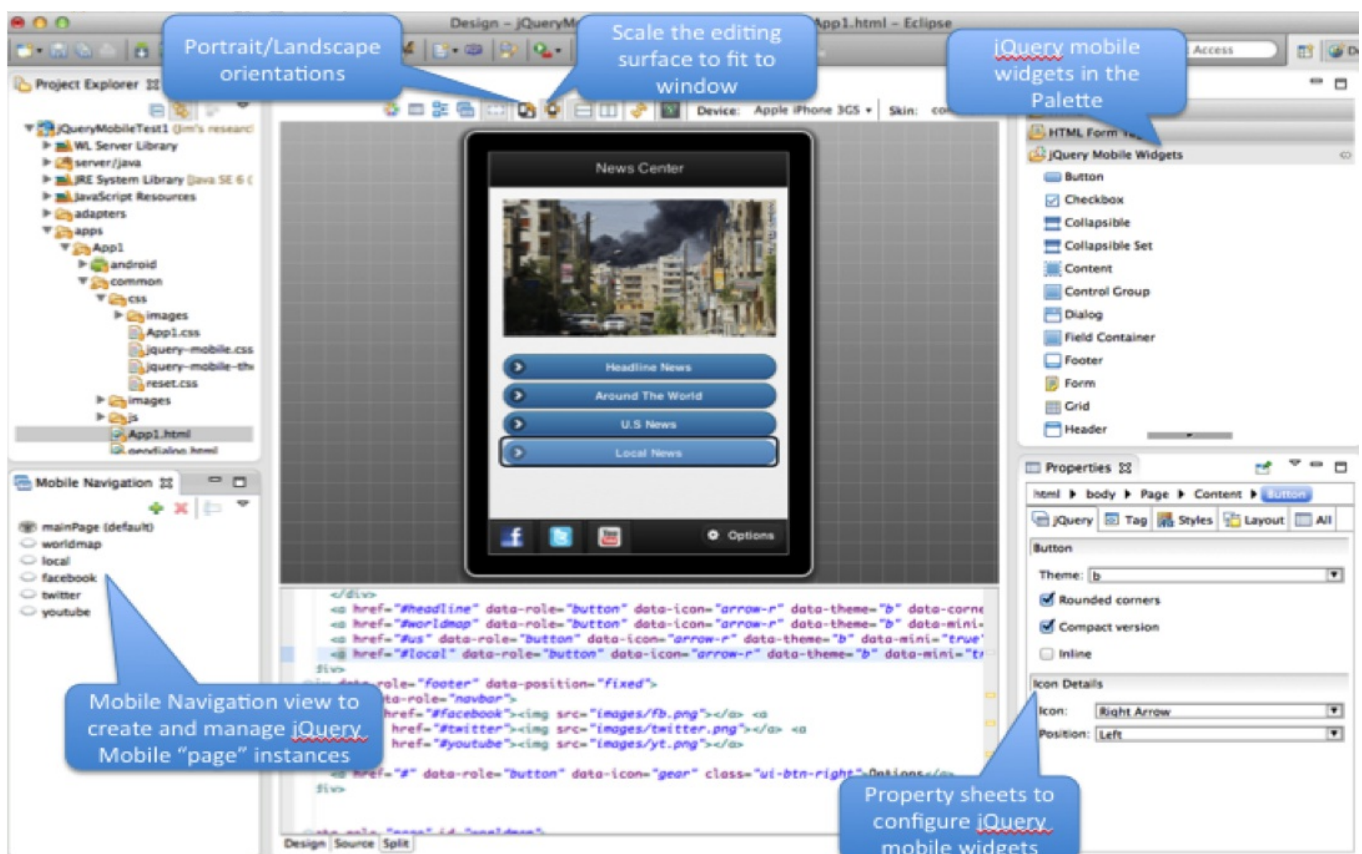 Design – jQueryM
App1.html – Eclipse
Portrait/Landscape
orientations
Scale the editing
surface to fit to
window
jQuery mobile
widgets in the
Palette
Access
Project Explorer
Device: Apple iPhone 3GS
Skin:
jQueryMobileTest1 (Jim's researc
WL Server Library
server/java
JRE System Library [Java SE 6 (
JavaScript Resources
adapters
apps
App1
android
common
css
images
App1.css
jquery-mobile.css
jquery-mobile-the
reset.css
images
js
App1.html
News Center
Headline News
Around The World
U.S News
Local News
Options
HTML Form
jQuery Mobile Widgets
Button
Checkbox
Collapsible
Collapsible Set
Content
Control Group
Dialog
Field Container
Footer
Form
Grid
Header
Mobile Navigation
mainPage (default)
worldmap
local
facebook
twitter
youtube
Mobile Navigation view to
create and manage jQuery
Mobile “page” instances
</div>
<a href="#headline" data-role="button" data-icon="arrow-r" data-theme="b" data-corne
<a href="#worldmap" data-role="button" data-icon="arrow-r" data-theme="b" data-mini=
<a href="#us" data-role="button" data-icon="arrow-r" data-theme="b" data-mini="true"
<a href="#local" data-role="button" data-icon="arrow-r" data-theme="b" data-mini="tr
div>
data-role="footer" data-position="fixed">
ta-role="navbar">
href="#facebook"><img src="images/fb.png"></a> <a
href="#twitter"><img src="images/twitter.png"></a> <a
href="#youtube"><img src="images/yt.png"></a>
<a href="#" data-role="button" data-icon="gear" class="ui-btn-right">Options</a>
div>
Design Source Split
Properties
html body Page Content Button
jQuery Tag Styles Layout All
Button
Theme: b
Rounded corners
Compact version
Inline
Icon Details
Icon: Right Arrow
Position: Left
Property sheets to
configure jQuery
mobile widgets